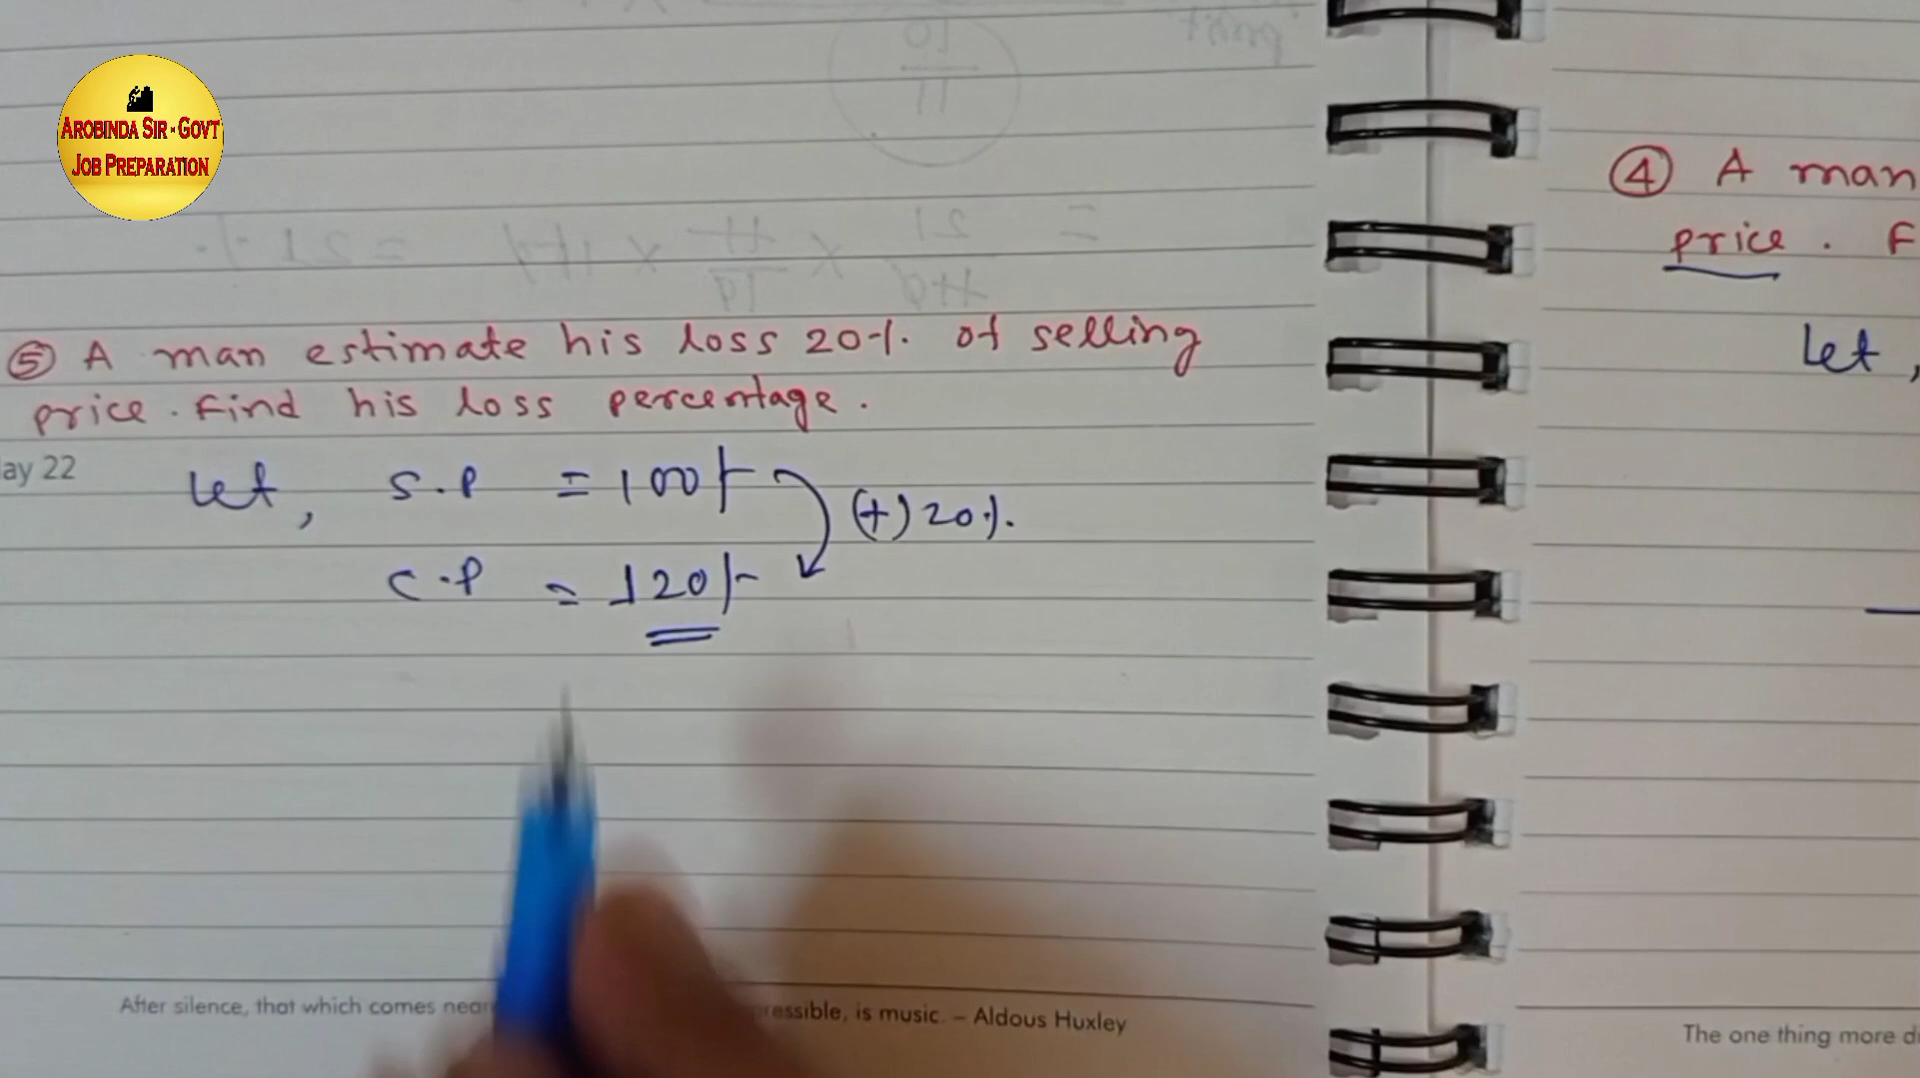 AROBINDA SIR - GOVT
JOB PREPARATION
⑤ A man estimate his loss 20% of selling
price. Find his loss percentage.
ay 22
Let, S.P = 100/-
(+) 20%.
C.P = 120/-
After silence, that which comes near
pressible, is music. – Aldous Huxley
④ A man
price. F
Let,
The one thing more d